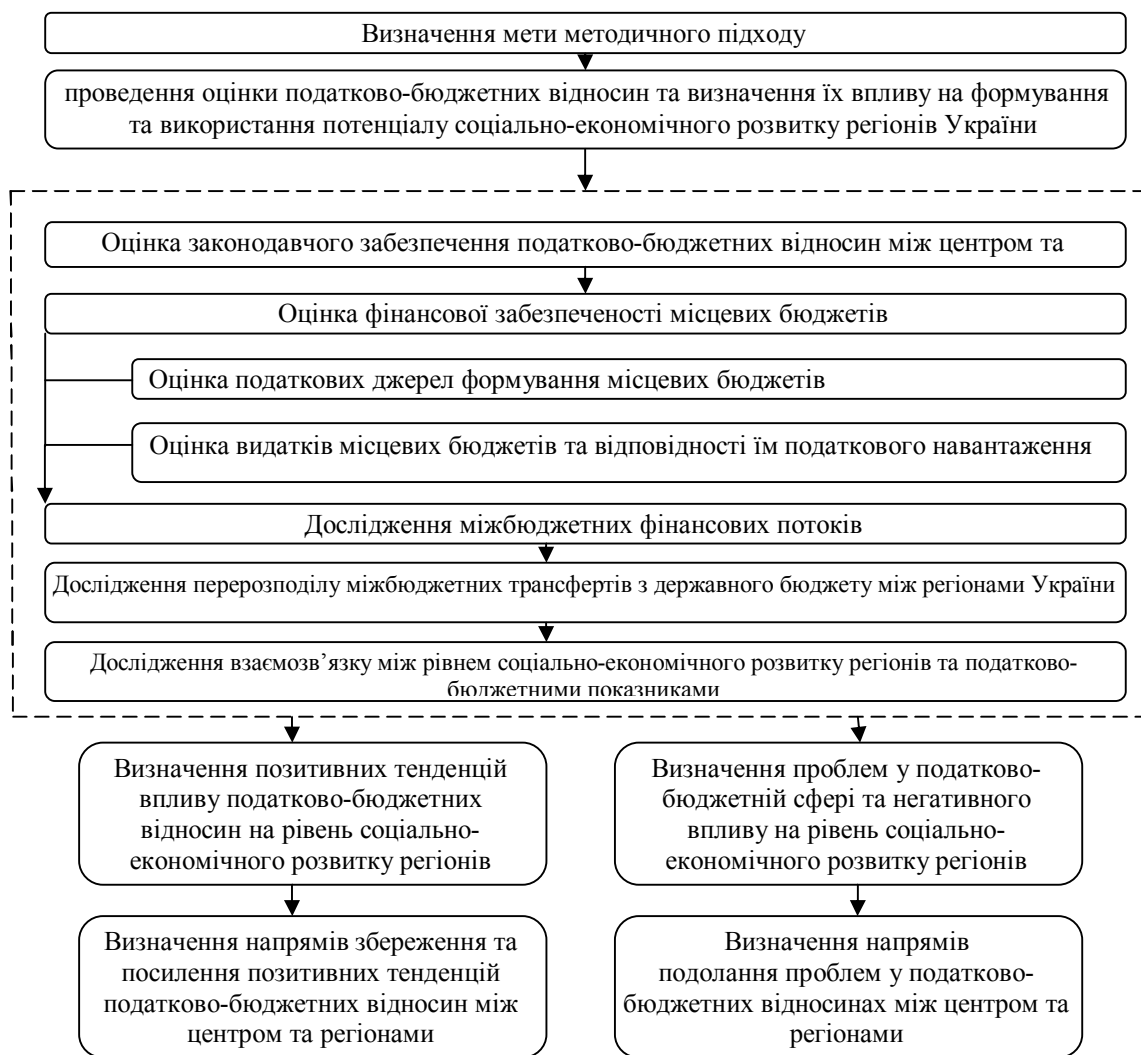 Визначення мети методичного підходу
проведення оцінки податково-бюджетних відносин та визначення їх впливу на формування
та використання потенціалу соціально-економічного розвитку регіонів України
Оцінка законодавчого забезпечення податково-бюджетних відносин між центром та
Оцінка фінансової забезпеченості місцевих бюджетів
Оцінка податкових джерел формування місцевих бюджетів
Оцінка видатків місцевих бюджетів та відповідності їм податкового навантаження
Дослідження міжбюджетних фінансових потоків
Дослідження перерозподілу міжбюджетних трансфертів з державного бюджету між регіонами України
Дослідження взаємозв’язку між рівнем соціально-економічного розвитку регіонів та податково-
бюджетними показниками
Визначення позитивних тенденцій
впливу податково-бюджетних
відносин на рівень соціально-
економічного розвитку регіонів
Визначення проблем у податково-
бюджетній сфері та негативного
впливу на рівень соціально-
економічного розвитку регіонів
Визначення напрямів збереження та
посилення позитивних тенденцій
податково-бюджетних відносин між
центром та регіонами
Визначення напрямів
подолання проблем у податково-
бюджетних відносинах між центром та
регіонами